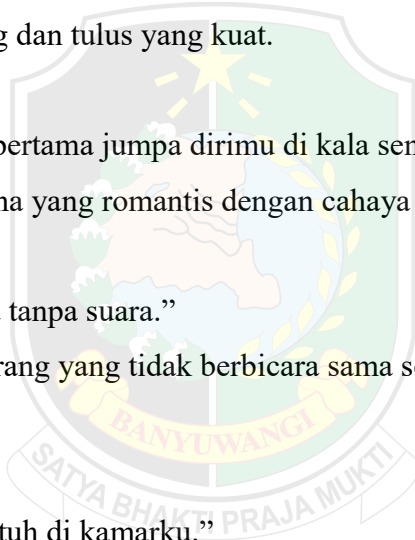 g dan tulus yang kuat.
pertama jumpa dirimu di kala sen
na yang romantis dengan cahaya
tanpa suara.”
rang yang tidak berbicara sama se
BANYUWANGI
SATYA BHAKTI PRAJA MUKTI
tuh di kamarku.”